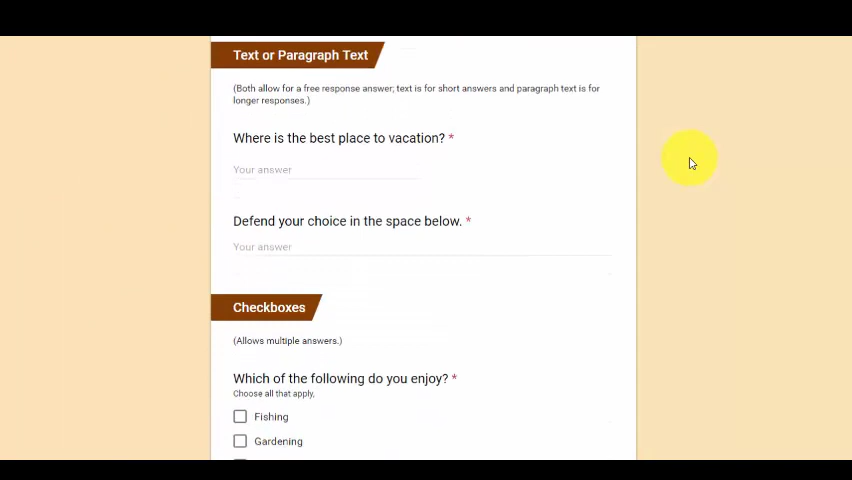 Text or Paragraph Text
(Both allow for a free response answer; text is for short answers and paragraph text is for
longer responses.)
Where is the best place to vacation? *
Your answer
Defend your choice in the space below. *
Your answer
Checkboxes
(Allows multiple answers.)
Which of the following do you enjoy? *
Choose all that apply,
Fishing
Gardening